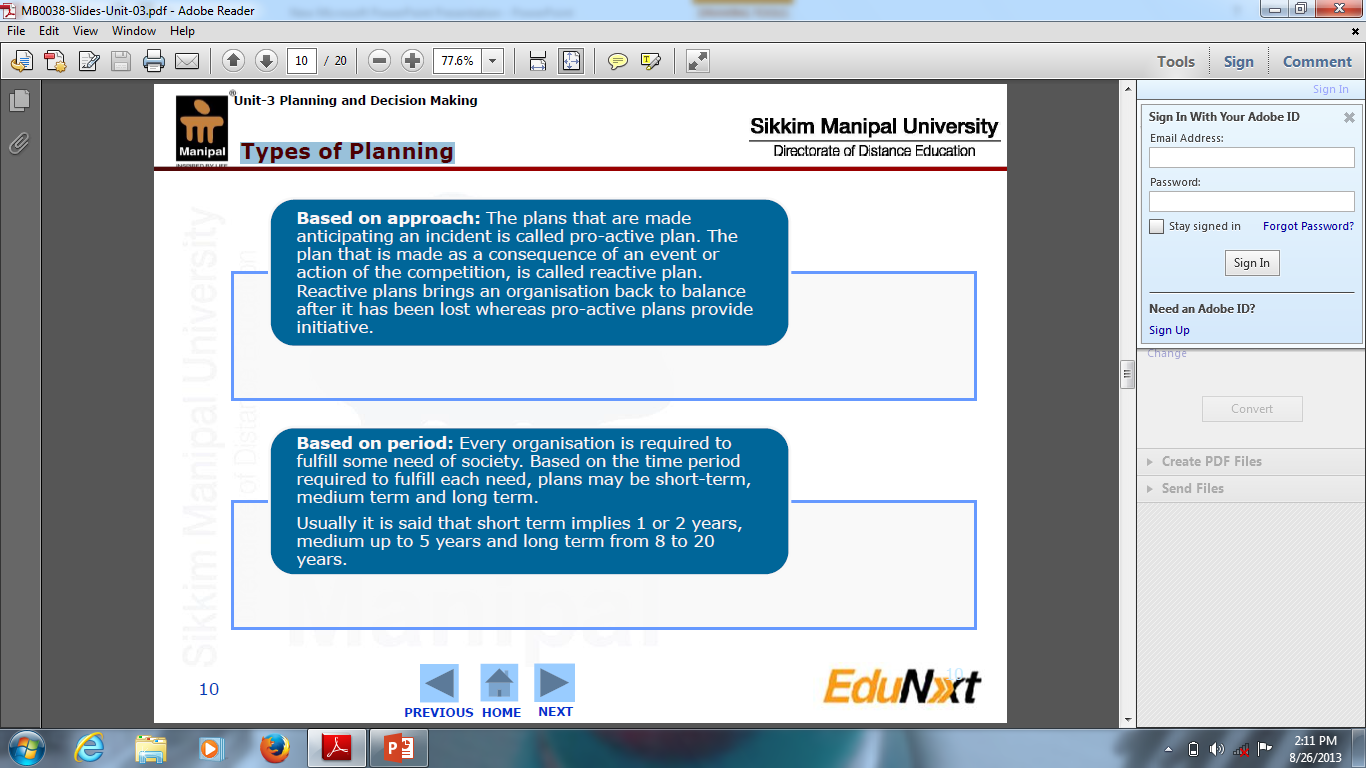 MB0038-Slides-Unit-03.pdf - Adobe Reader
File Edit View Window Help
10 / 20 77.6% Tools Sign Comment
Sign In
Sign In With Your Adobe ID
Email Address:
Password:
Stay signed in Forgot Password?
Sign In
Need an Adobe ID?
Sign Up
Change
Convert
Create PDF Files
Send Files
Manipal
INSPIRED BY LIFE
®Unit-3 Planning and Decision Making
Types of Planning
Sikkim Manipal University
Directorate of Distance Education
Based on approach: The plans that are made
anticipating an incident is called pro-active plan. The
plan that is made as a consequence of an event or
action of the competition, is called reactive plan.
Reactive plans brings an organisation back to balance
after it has been lost whereas pro-active plans provide
initiative.
Based on period: Every organisation is required to
fulfill some need of society. Based on the time period
required to fulfill each need, plans may be short-term,
medium term and long term.
Usually it is said that short term implies 1 or 2 years,
medium up to 5 years and long term from 8 to 20
years.
Sikkim Manipal University
Manipal
10
PREVIOUS HOME NEXT
EduNxt
10
2:11 PM
8/26/2013